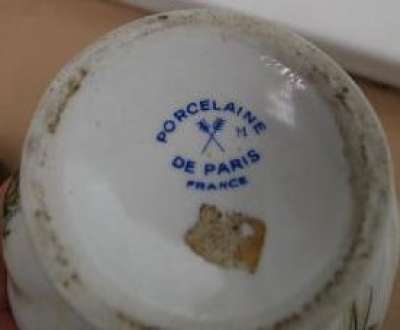 PORCELAINE
M
DE PARIS
FRANCE